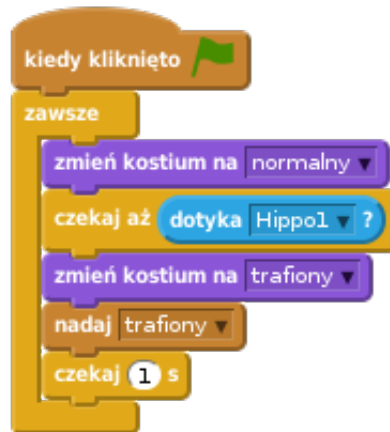 kiedy kliknięto
zawsze
zmień kostium na normalny
czekaj aż dotyka Hippo1 ?
zmień kostium na trafiony
nadaj trafiony
czekaj 1 s